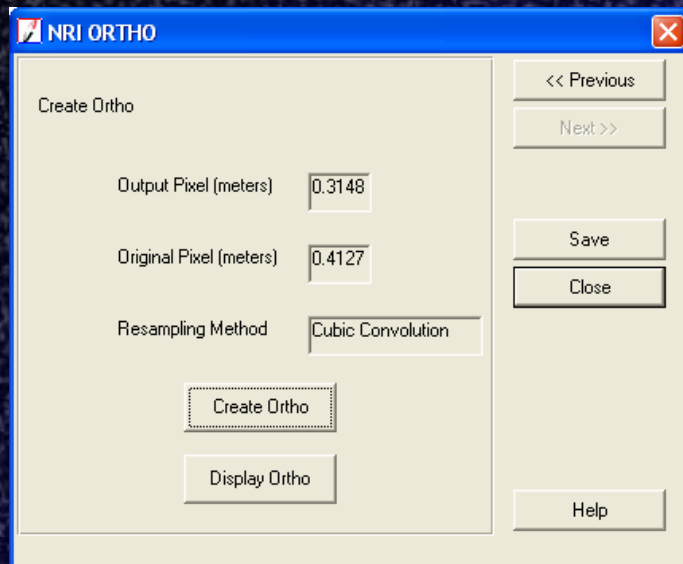 NRI ORTHO
Create Ortho
Output Pixel (meters) 0.3148
Original Pixel (meters) 0.4127
Resampling Method Cubic Convolution
Create Ortho
Display Ortho
<< Previous
Next >>
Save
Close
Help